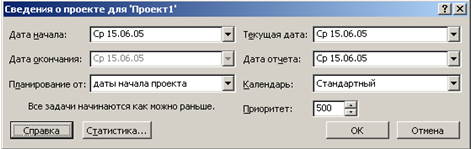 Сведения о проекте для 'Проект1'
Дата начала: Ср 15.06.05 Текущая дата: Ср 15.06.05
Дата окончания: Ср 15.06.05 Дата отчета: Ср 15.06.05
Планирование от: даты начала проекта Календарь: Стандартный
Все задачи начинаются как можно раньше. Приоритет: 500
Справка Статистика... ОК Отмена